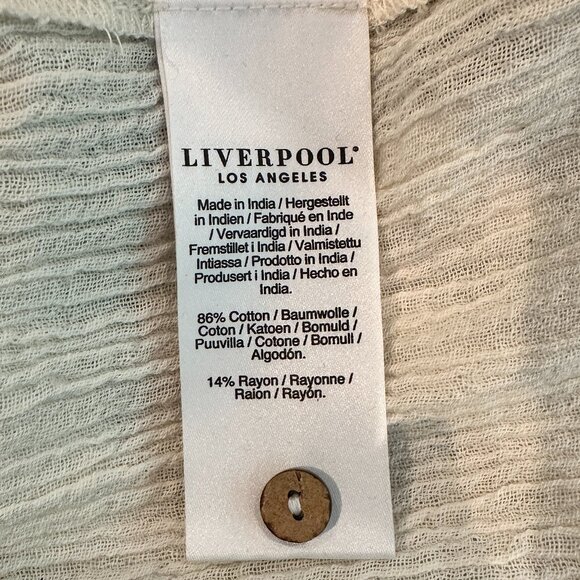 LIVERPOOL®
LOS ANGELES
Made in India / Hergestellt
in Indien / Fabriqué en Inde
/ Vervaardigd in India /
Fremstillet i India / Valmistettu
Intiassa / Prodotto in India /
Produsert i India / Hecho en
India.
86% Cotton / Baumwolle /
Coton / Katoen / Bomuld /
Puuvilla / Cotone / Bomull /
Algodón.
14% Rayon / Rayonne /
Raion / Rayón.